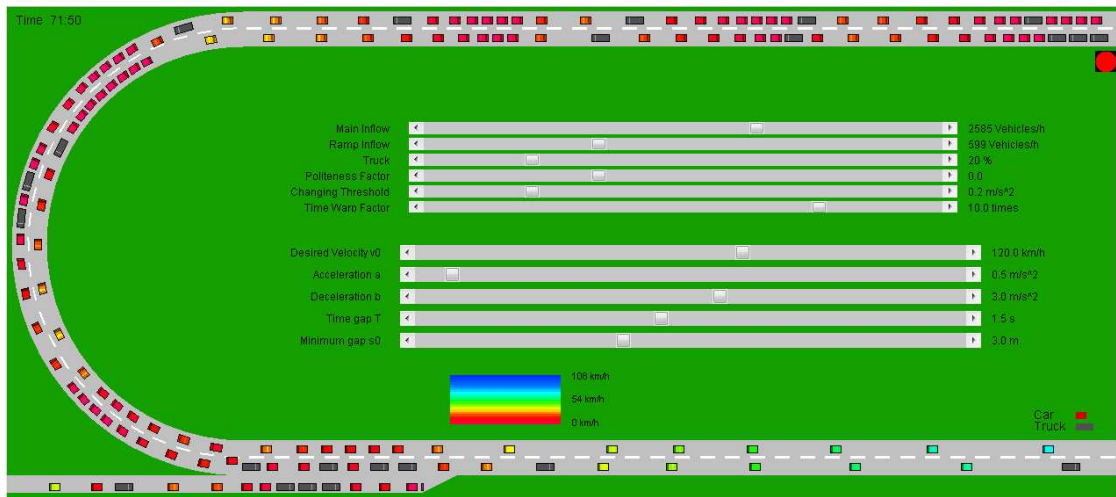 Time 71:50
Main Inflow 2585 Vehicles/h
Ramp Inflow 599 Vehicles/h
Truck 20 %
Politeness Factor 0.0
Changing Threshold 0.2 m/s^2
Time Warp Factor 10.0 times
Desired Velocity v0 120.0 km/h
Acceleration a 0.5 m/s^2
Deceleration b 3.0 m/s^2
Time gap T 1.5 s
Minimum gap s0 3.0 m
108 km/h
54 km/h
0 km/h
Car
Truck